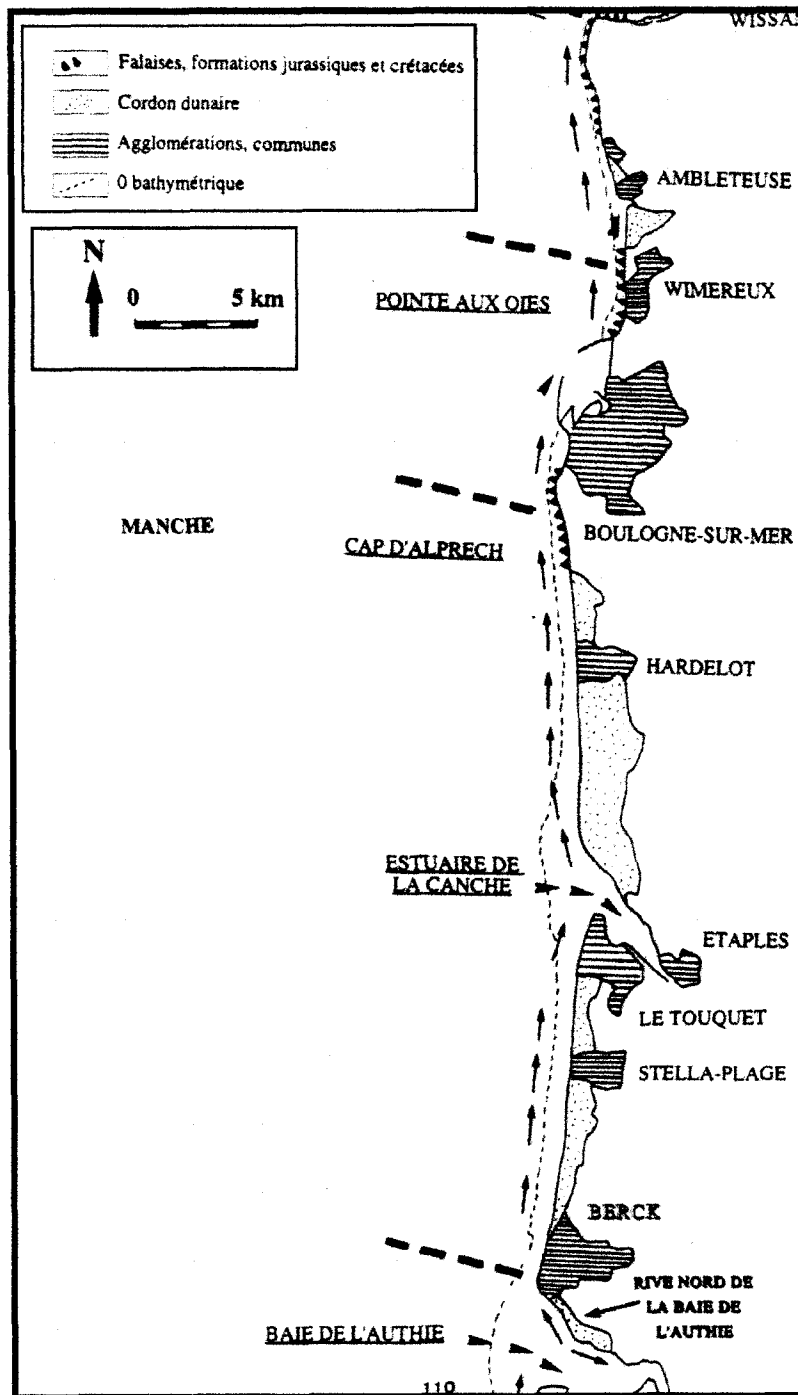 WISSA
Falaises, formations jurassiques et crétacées
Cordon dunaire
Agglomérations, communes
0 bathymétrique
N
0 5 km
AMBLETEUSE
POINTE AUX OIES
WIMEREUX
MANCHE
CAP D'ALPRECH
BOULOGNE-SUR-MER
HARDELOT
ESTUAIRE DE
LA CANCHE
ETAPLES
LE TOUQUET
STELLA-PLAGE
BERCK
RIVE NORD DE
LA BAIE DE
L'AUTHIE
BAIE DE L'AUTHIE
110